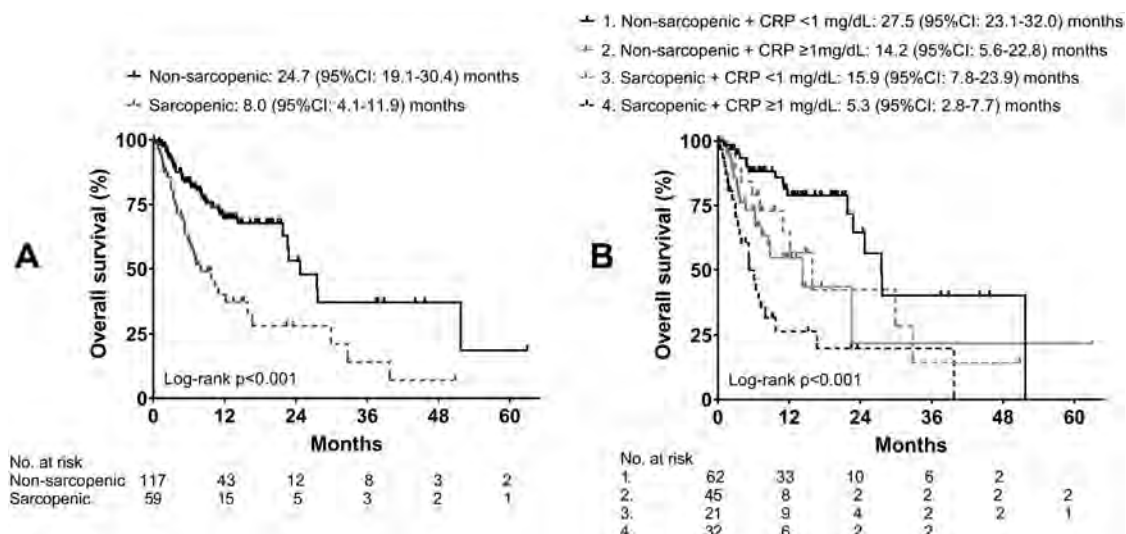 Non-sarcopenic: 24.7 (95%CI: 19.1-30.4) months
Sarcopenic: 8.0 (95%CI: 4.1-11.9) months
A
Overall survival (%)
100
75
50
25
0
Log-rank p<0.001
0 12 24 36 48 60
Months
No. at risk
Non-sarcopenic 117 43 12 8 3 2
Sarcopenic 59 15 5 3 2 1
1. Non-sarcopenic + CRP <1 mg/dL: 27.5 (95%CI: 23.1-32.0) months
2. Non-sarcopenic + CRP ≥1mg/dL: 14.2 (95%CI: 5.6-22.8) months
3. Sarcopenic + CRP <1 mg/dL: 15.9 (95%CI: 7.8-23.9) months
4. Sarcopenic + CRP ≥1 mg/dL: 5.3 (95%CI: 2.8-7.7) months
B
Overall survival (%)
100
75
50
25
0
Log-rank p<0.001
0 12 24 36 48 60
Months
No. at risk
1. 62 33 10 6 2
2. 45 8 2 2 2 2
3. 21 9 4 2 2 1
4. 32 6 2 2